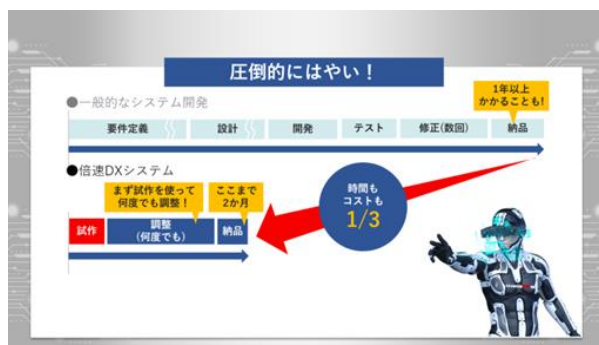 圧倒的にはやい！
●一般的なシステム開発
1年以上
かかることも!
要件定義
設計
開発
テスト
修正(数回)
納品
●倍速DXシステム
まず試作を使って
何度でも調整！
ここまで
2か月
時間も
コストも
1/3
試作
調整
(何度でも)
納品